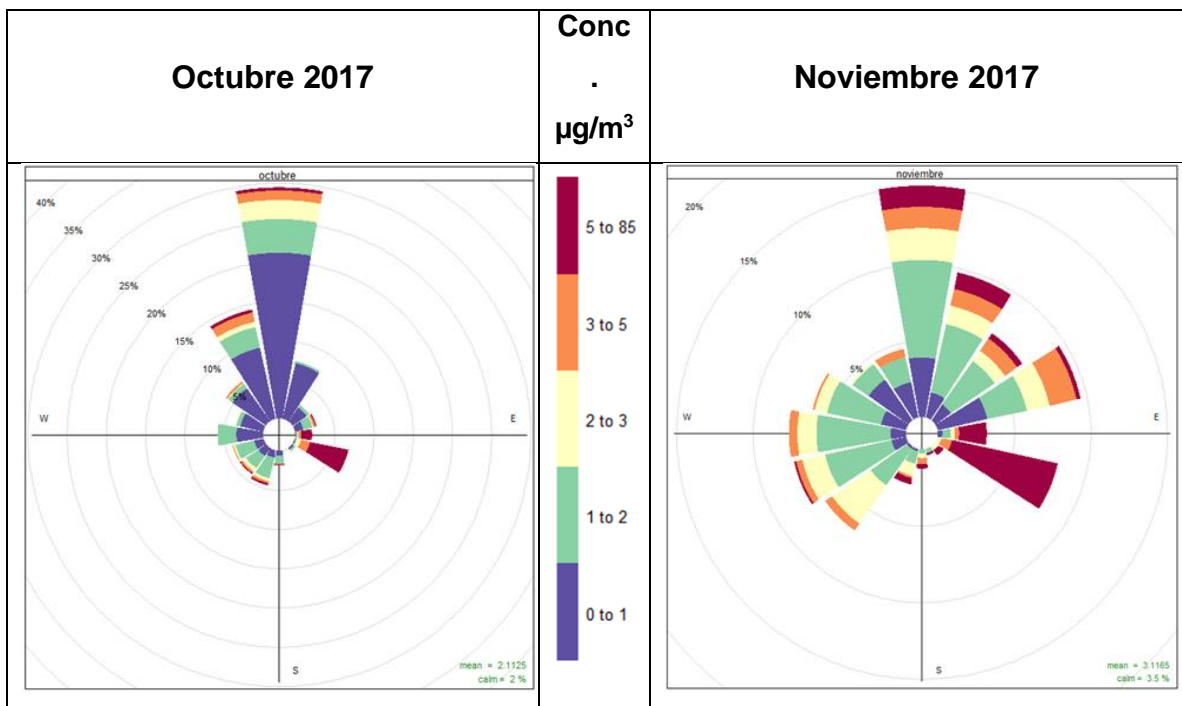 Octubre 2017
Conc
.
µg/m³
Noviembre 2017
octubre
40%
35%
30%
25%
20%
15%
10%
5%
W
E
S
mean = 2.1125
calm = 2 %
5 to 85
3 to 5
2 to 3
1 to 2
0 to 1
noviembre
20%
15%
10%
5%
W
E
S
mean = 3.1165
calm = 3.5 %